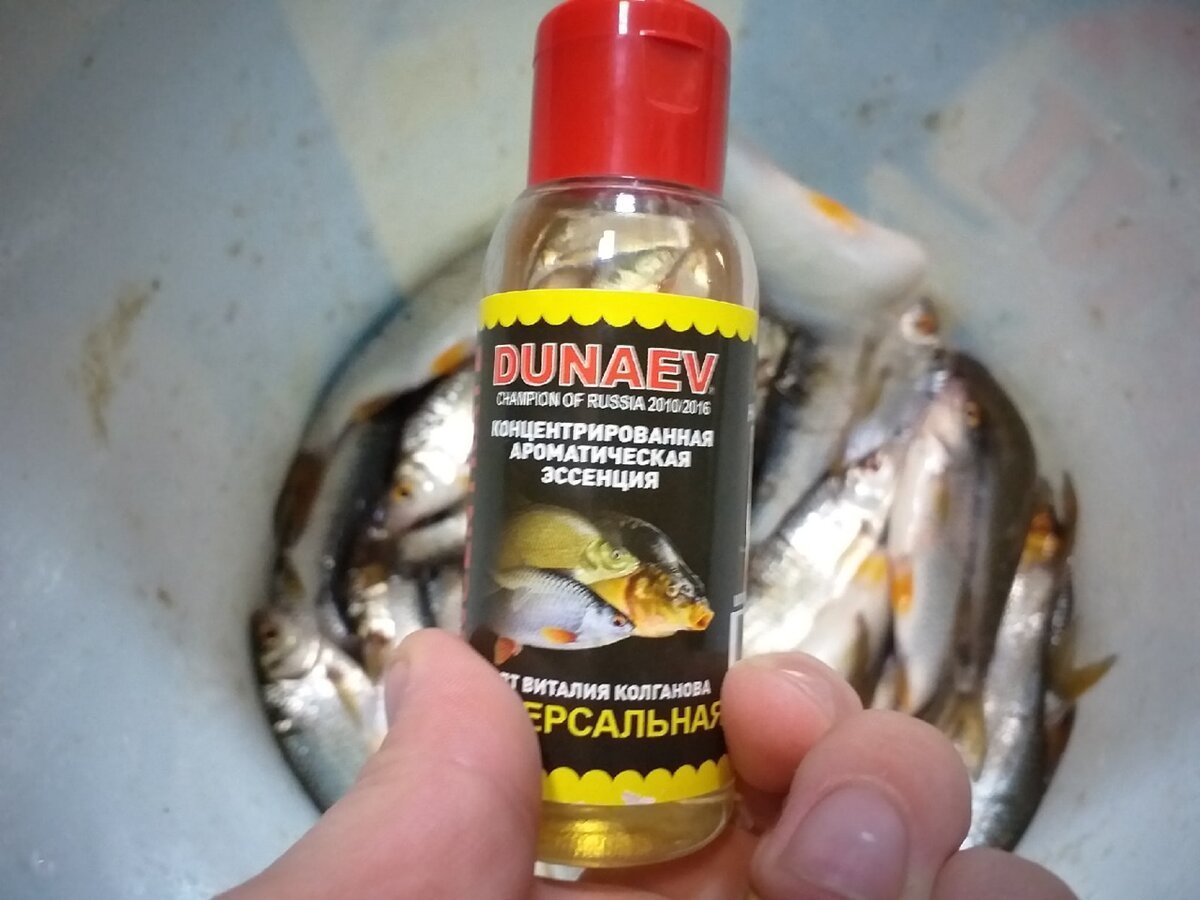 DUNAEV
CHAMPION OF RUSSIA 2010/2016
КОНЦЕНТРИРОВАННАЯ
АРОМАТИЧЕСКАЯ
ЭССЕНЦИЯ
ОТ ВИТАЛИЯ КОЛГАНОВА
ЕРСАЛЬНАЯ